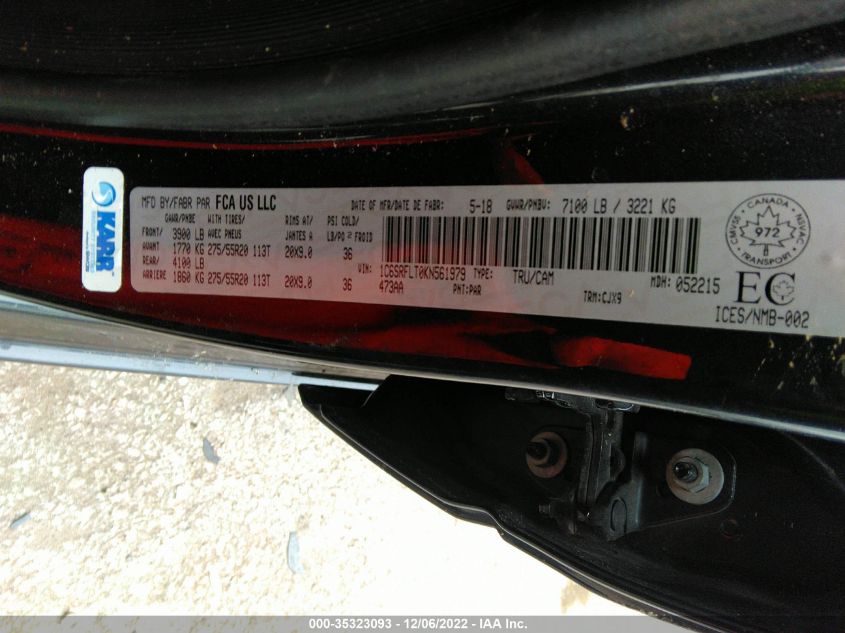 KARR
MFD BY/FABR PAR FCA US LLC
DATE OF MFR/DATE DE FABR: 5-18 GVWR/PNBV: 7100 LB / 3221 KG
GAWR/PNBE WITH TIRES/ RIMS AT/ PSI COLD/
FRONT/ 3900 LB AVEC PNEUS JANTES A LB/PO 2 FROID
AVANT 1770 KG 275/55R20 113T 20X9.0 36
REAR/ 4100 LB
ARRIERE 1860 KG 275/55R20 113T 20X9.0 36
VIN: 1C6SRFLT0KN561979 TYPE: TRU/CAM MDH: 052215
473AA PNT:PAR TRM:CJX9
CANADA
CMVSS NSVAC
972
TRANSPORT
EC
ICES/NMB-002
000-35323093 - 12/06/2022 - IAA Inc.